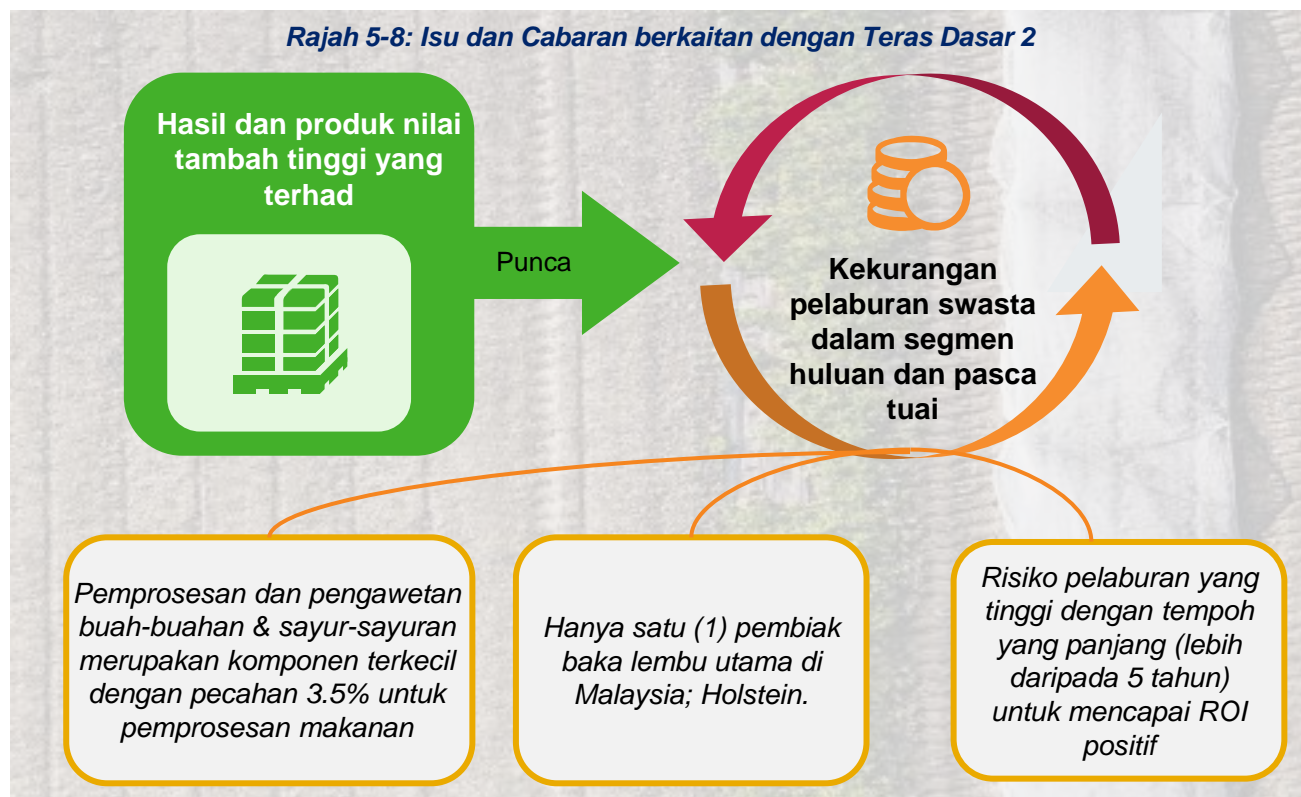 Rajah 5-8: Isu dan Cabaran berkaitan dengan Teras Dasar 2
Hasil dan produk nilai
tambah tinggi yang
terhad
Punca
Kekurangan
pelaburan swasta
dalam segmen
huluan dan pasca
tuai
Pemprosesan dan pengawetan
buah-buahan & sayur-sayuran
merupakan komponen terkecil
dengan pecahan 3.5% untuk
pemprosesan makanan
Hanya satu (1) pembiak
baka lembu utama di
Malaysia; Holstein.
Risiko pelaburan yang
tinggi dengan tempoh
yang panjang (lebih
daripada 5 tahun)
untuk mencapai ROI
positif